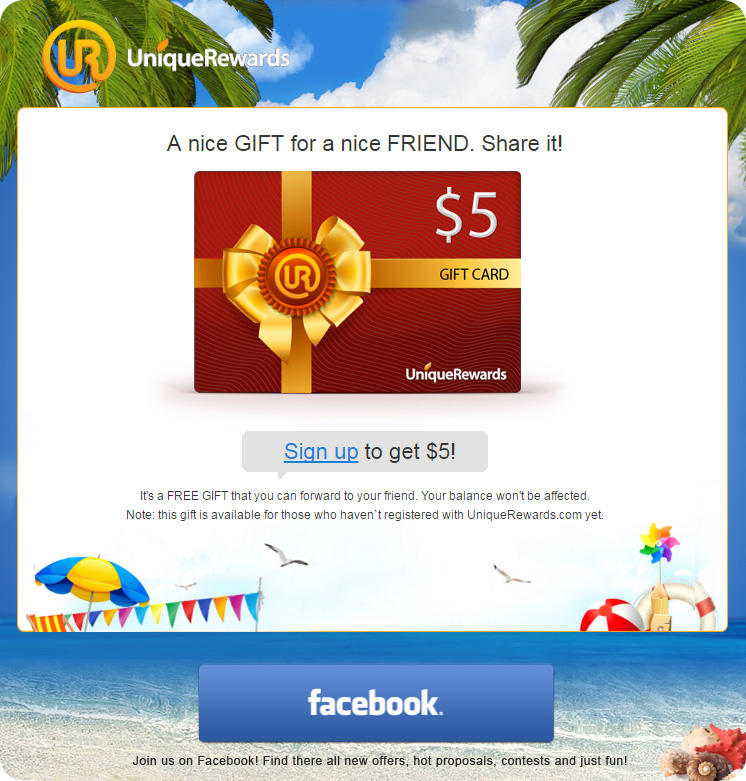 UR UniqueRewards
A nice GIFT for a nice FRIEND. Share it!
$5
GIFT CARD
UR
UniqueRewards
Sign up to get $5!
It's a FREE GIFT that you can forward to your friend. Your balance won't be affected.
Note: this gift is available for those who haven`t registered with UniqueRewards.com yet.
facebook.
Join us on Facebook! Find there all new offers, hot proposals, contests and just fun!